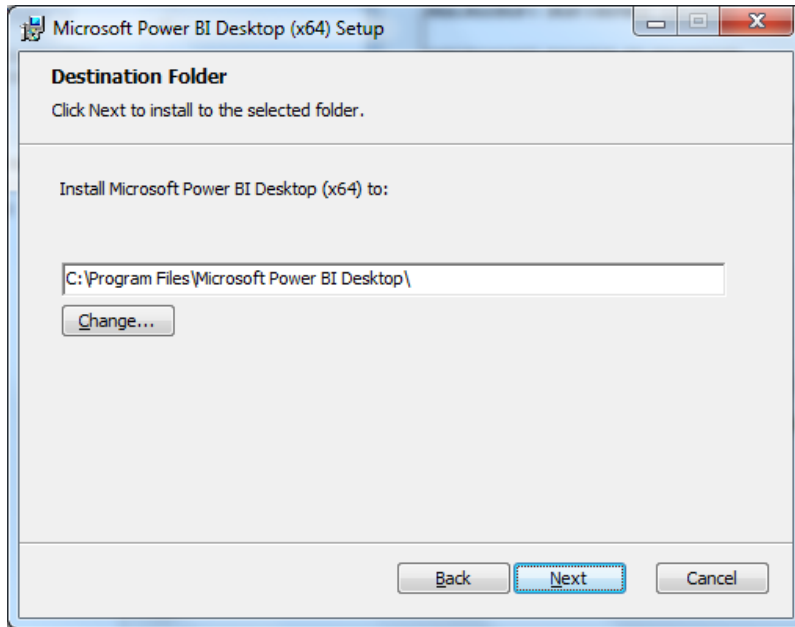 Microsoft Power BI Desktop (x64) Setup
Destination Folder
Click Next to install to the selected folder.
Install Microsoft Power BI Desktop (x64) to:
C:\Program Files\Microsoft Power BI Desktop\
Change...
Back Next Cancel